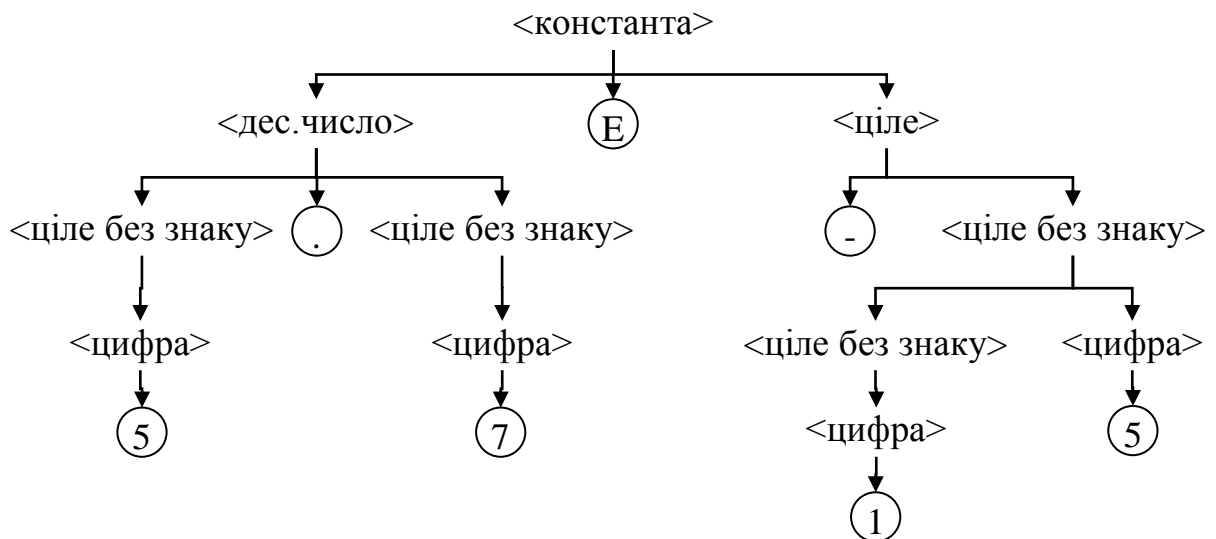 <константа>
<дес.число> E <ціле>
<ціле без знаку> . <ціле без знаку> - <ціле без знаку>
<цифра> <цифра> <ціле без знаку> <цифра>
5 7 <цифра> 5
1